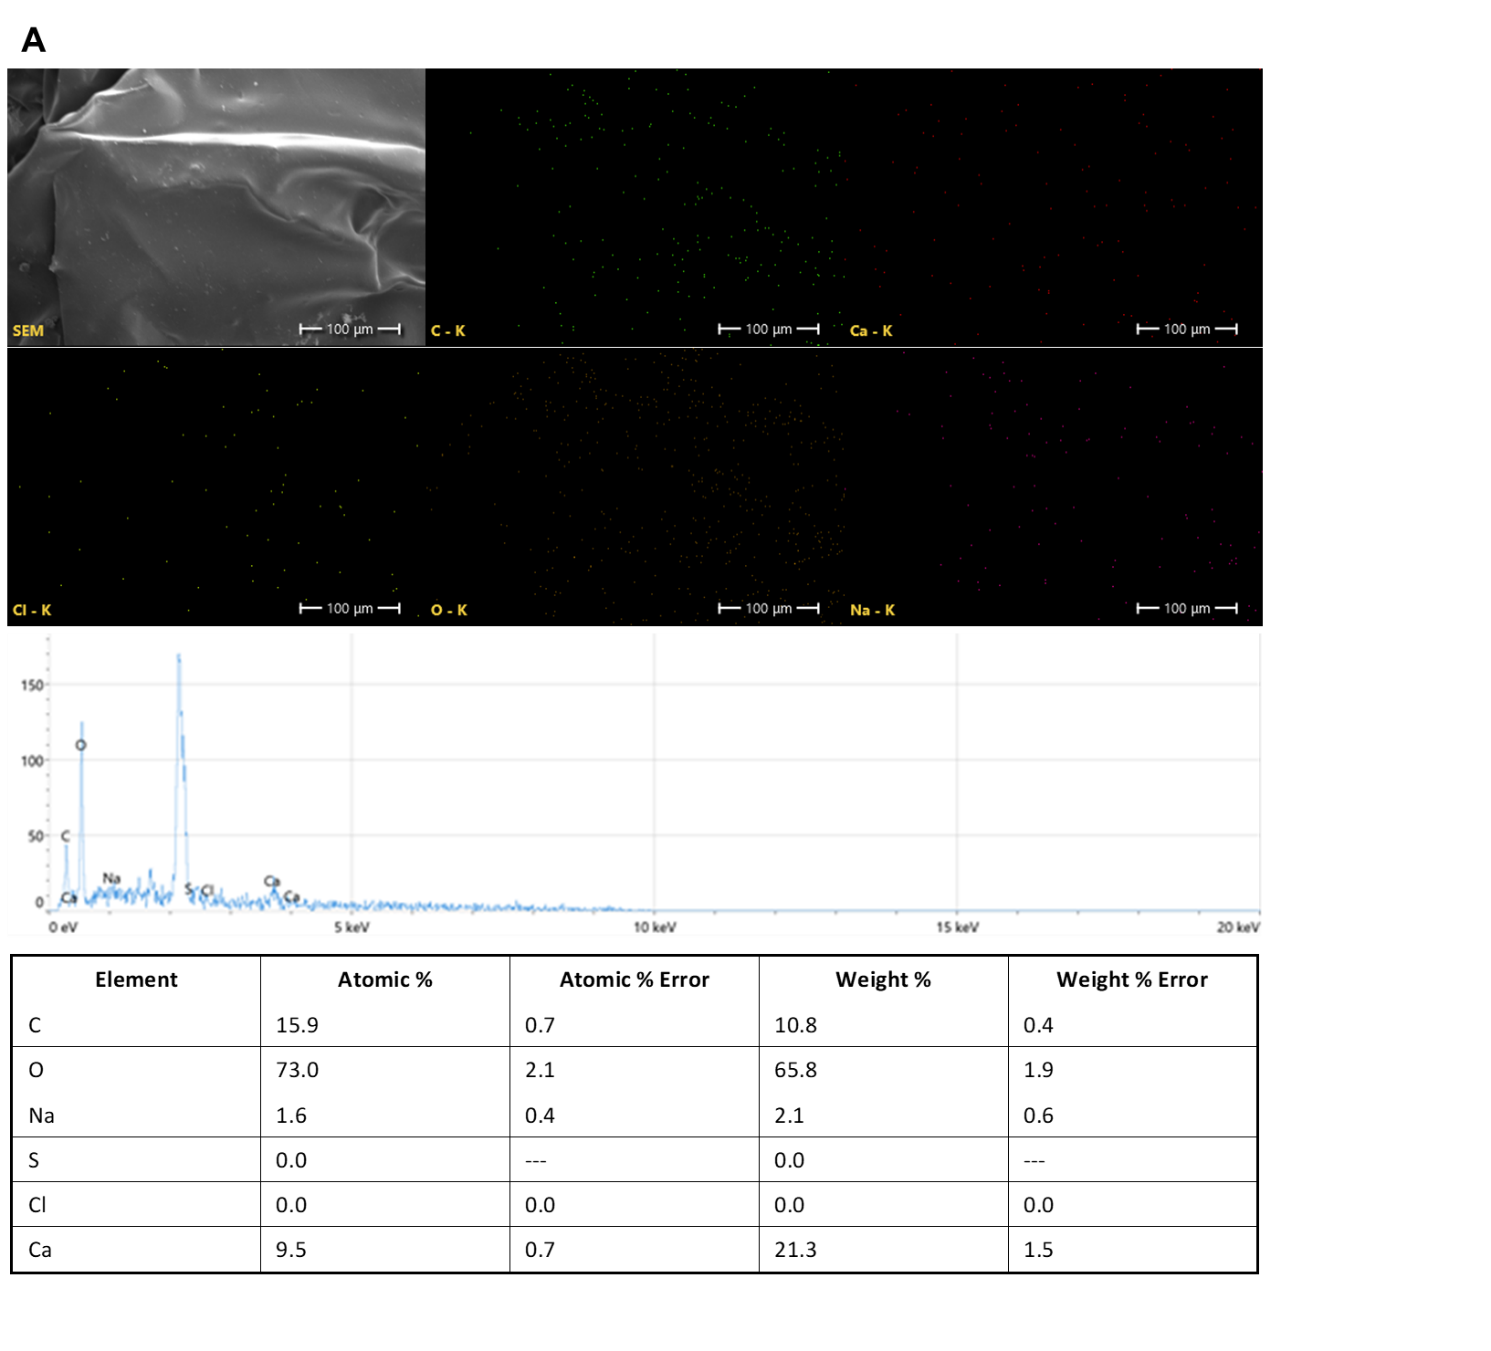 A
SEM 100 µm C - K 100 µm Ca - K 100 µm
Cl - K 100 µm O - K 100 µm Na - K 100 µm
150
100
50
0
O
C
Ca
Na
S
Cl
Ca
Ca
0 eV 5 keV 10 keV 15 keV 20 keV
Element Atomic % Atomic % Error Weight % Weight % Error
C 15.9 0.7 10.8 0.4
O 73.0 2.1 65.8 1.9
Na 1.6 0.4 2.1 0.6
S 0.0 --- 0.0 ---
Cl 0.0 0.0 0.0 0.0
Ca 9.5 0.7 21.3 1.5